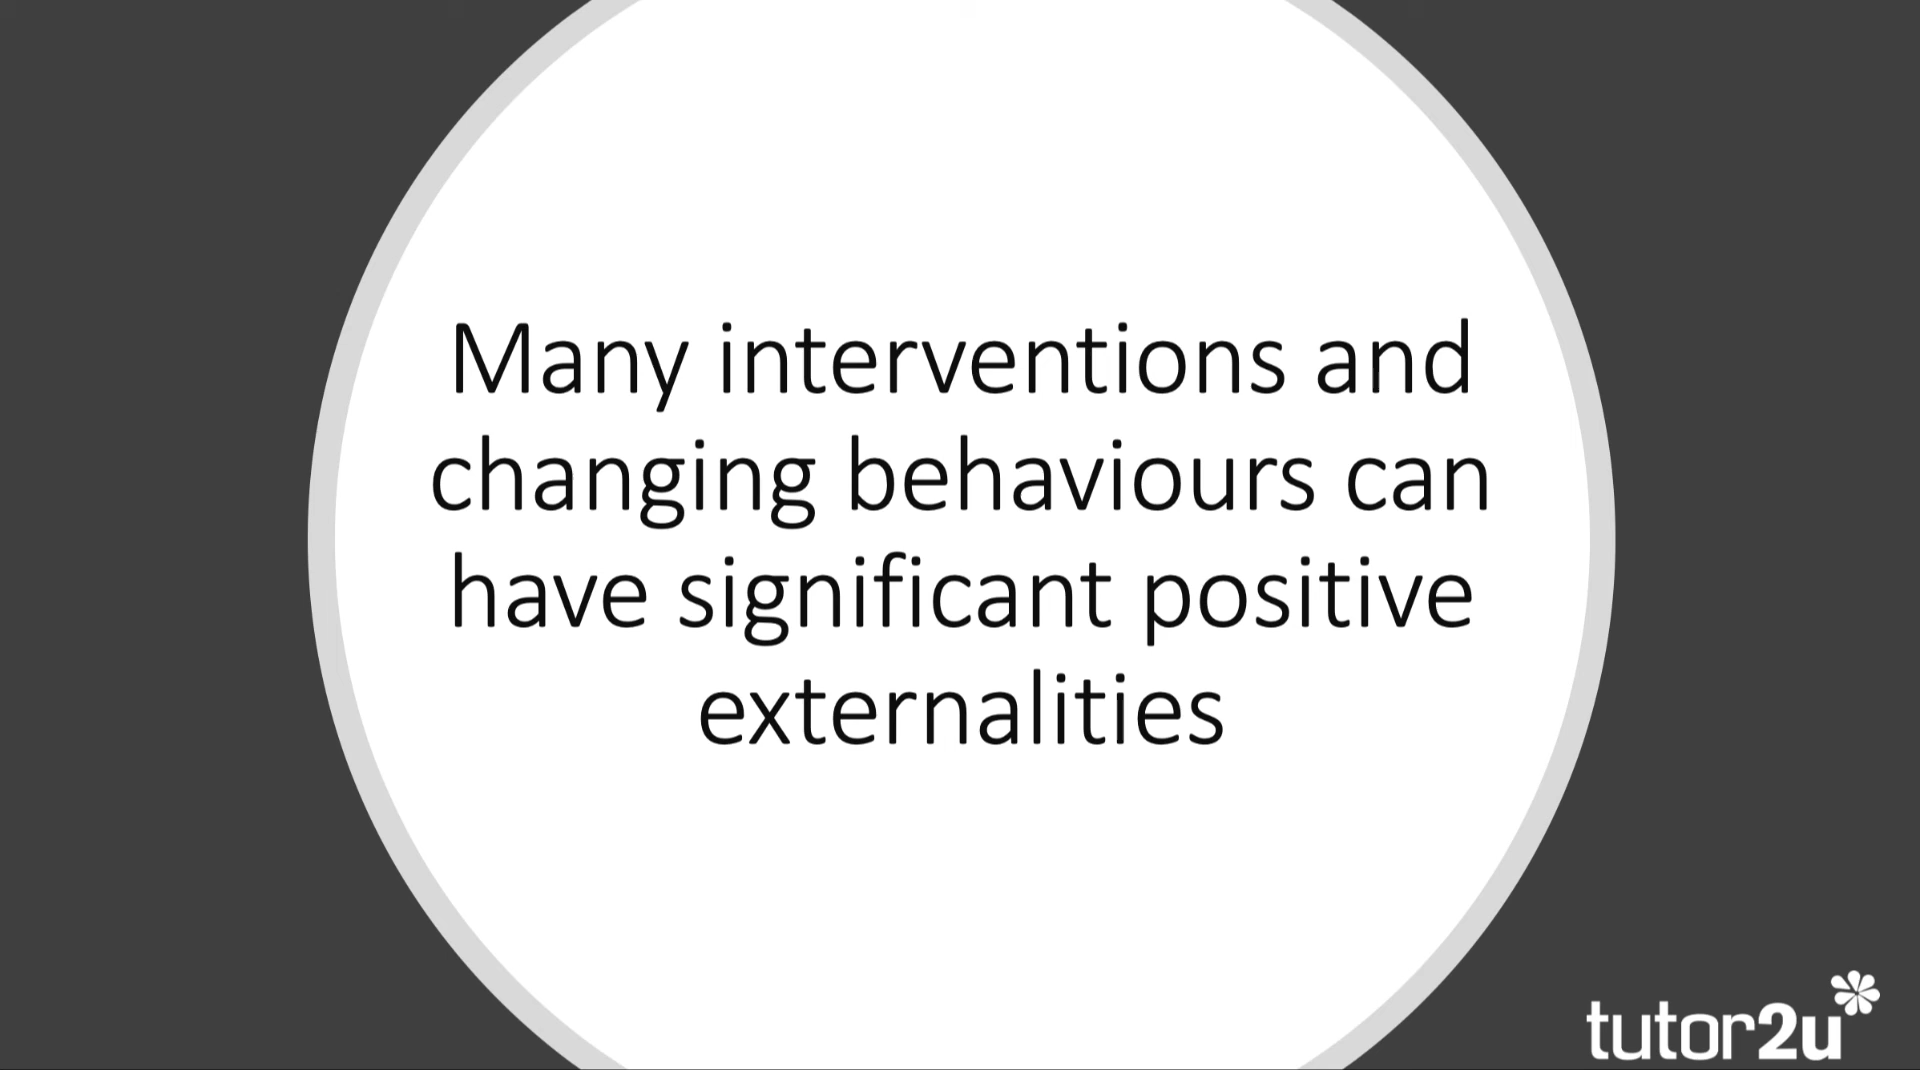 Many interventions and
changing behaviours can
have significant positive
externalities
tutor2u